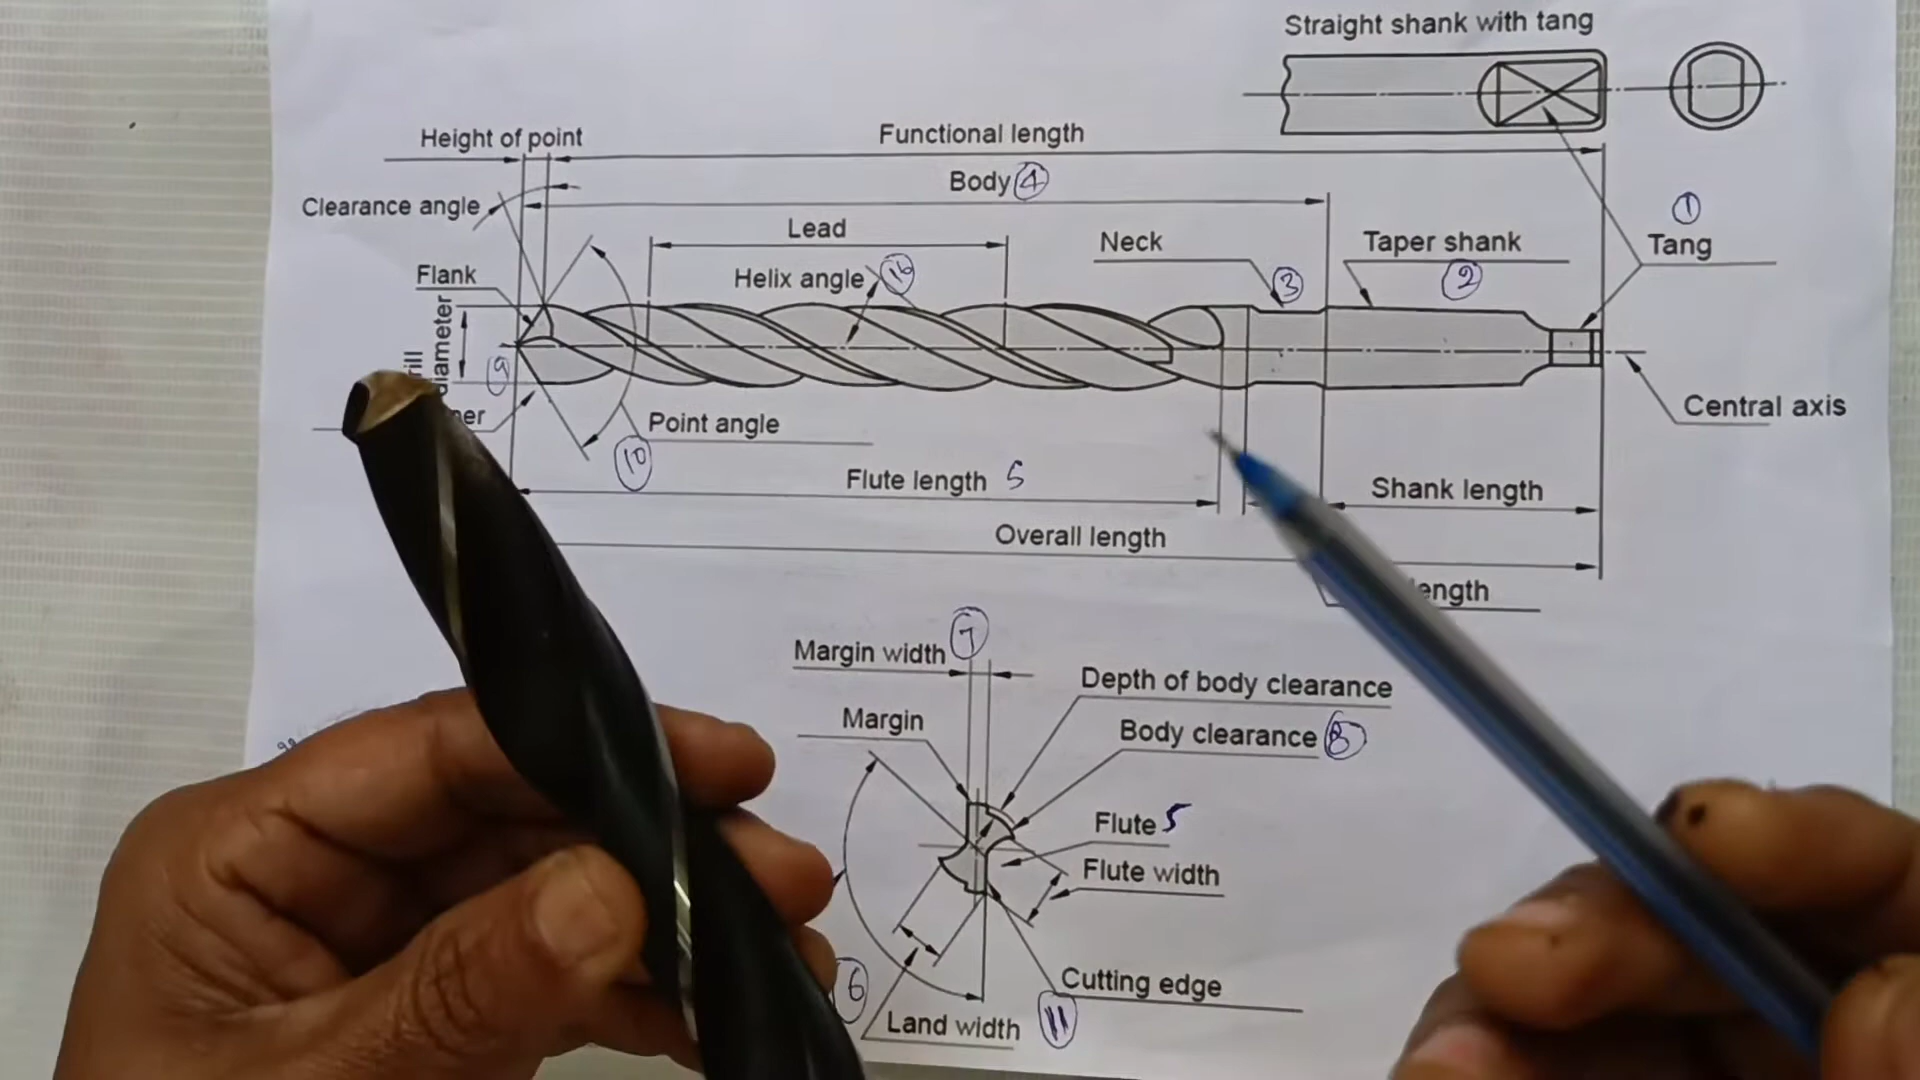 Straight shank with tang
Height of point
Functional length
Body 4
Clearance angle
1
Lead
Neck
Taper shank
Tang
Flank
Helix angle
3
2
diameter
9
Central axis
Point angle
10
Flute length 5
Shank length
Overall length
Margin width 7
Depth of body clearance
Margin
Body clearance 8
Flute 5
Flute width
6
Cutting edge
Land width
11